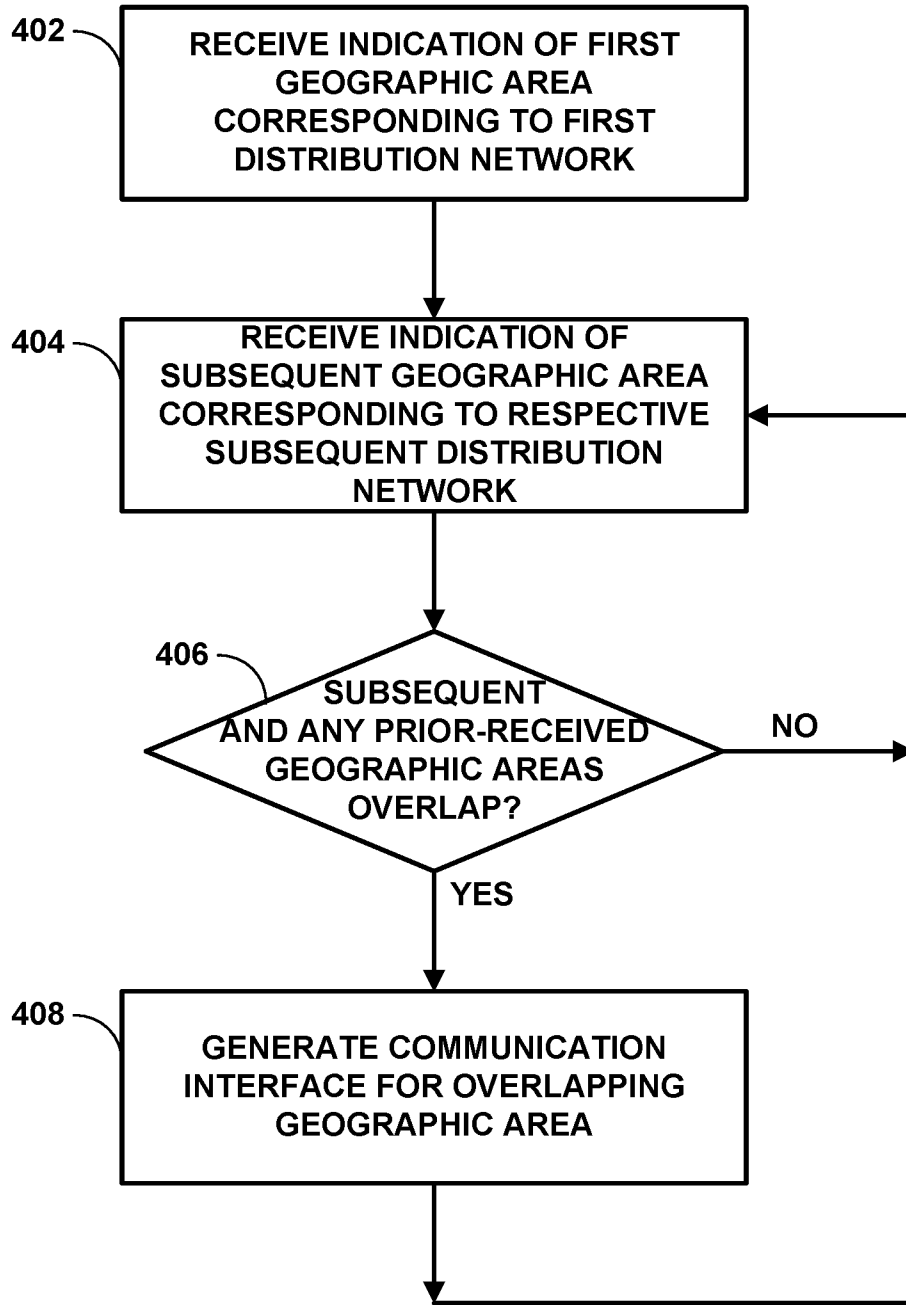 402
RECEIVE INDICATION OF FIRST
GEOGRAPHIC AREA
CORRESPONDING TO FIRST
DISTRIBUTION NETWORK
404
RECEIVE INDICATION OF
SUBSEQUENT GEOGRAPHIC AREA
CORRESPONDING TO RESPECTIVE
SUBSEQUENT DISTRIBUTION
NETWORK
406
SUBSEQUENT
AND ANY PRIOR-RECEIVED
GEOGRAPHIC AREAS
OVERLAP?
NO
YES
408
GENERATE COMMUNICATION
INTERFACE FOR OVERLAPPING
GEOGRAPHIC AREA